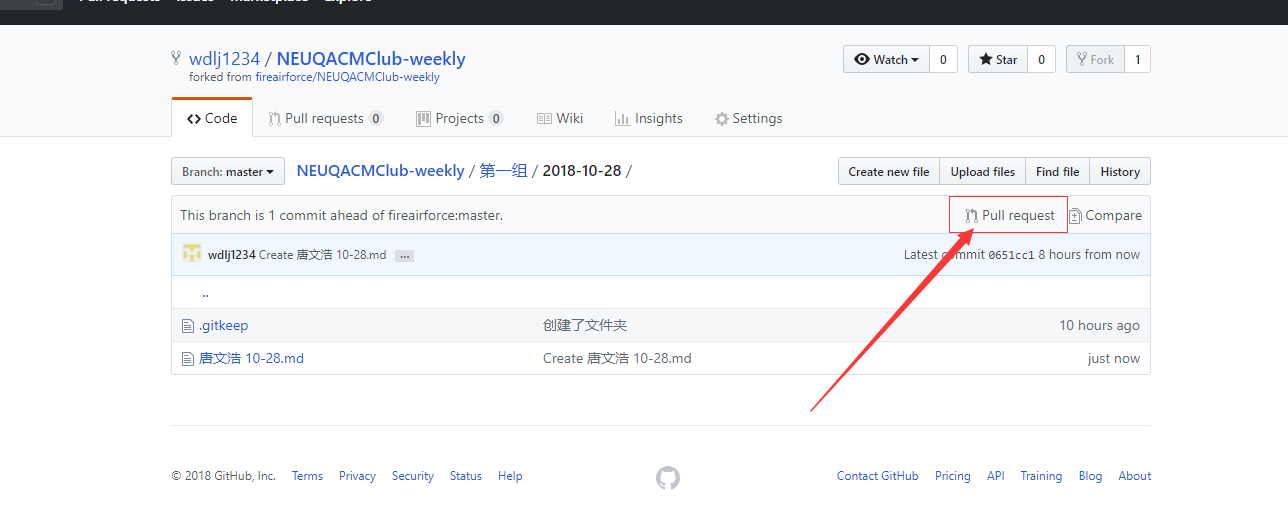 Pull requests Issues Marketplace Explore
wdlj1234 / NEUQACMClub-weekly
forked from fireairforce/NEUQACMClub-weekly
Watch 0 Star 0 Fork 1
Code Pull requests 0 Projects 0 Wiki Insights Settings
Branch: master NEUQACMClub-weekly / 第一组 / 2018-10-28 / Create new file Upload files Find file History
This branch is 1 commit ahead of fireairforce:master. Pull request Compare
wdlj1234 Create 唐文浩 10-28.md ... Latest commit 0651cc1 8 hours from now
..
.gitkeep 创建了文件夹 10 hours ago
唐文浩 10-28.md Create 唐文浩 10-28.md just now
© 2018 GitHub, Inc. Terms Privacy Security Status Help Contact GitHub Pricing API Training Blog About